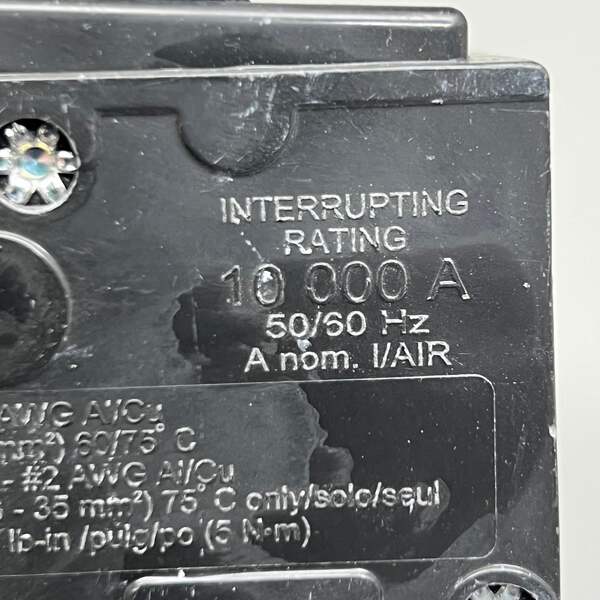 INTERRUPTING
RATING
10 000 A
50/60 Hz
A nom. I/AIR
AWG Al/Cu
mm²) 60/75°C
- #2 AWG Al/Cu
- 35 mm²) 75°C only/solo/seul
lb-in /pulg/po (5 N·m)